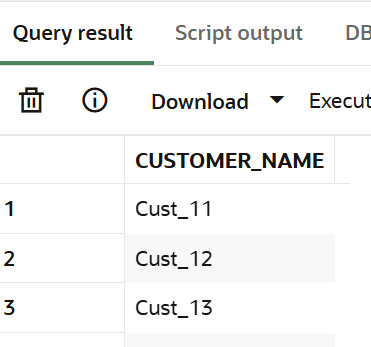 Query result Script output DB
Download Execut
CUSTOMER_NAME
1 Cust_11
2 Cust_12
3 Cust_13